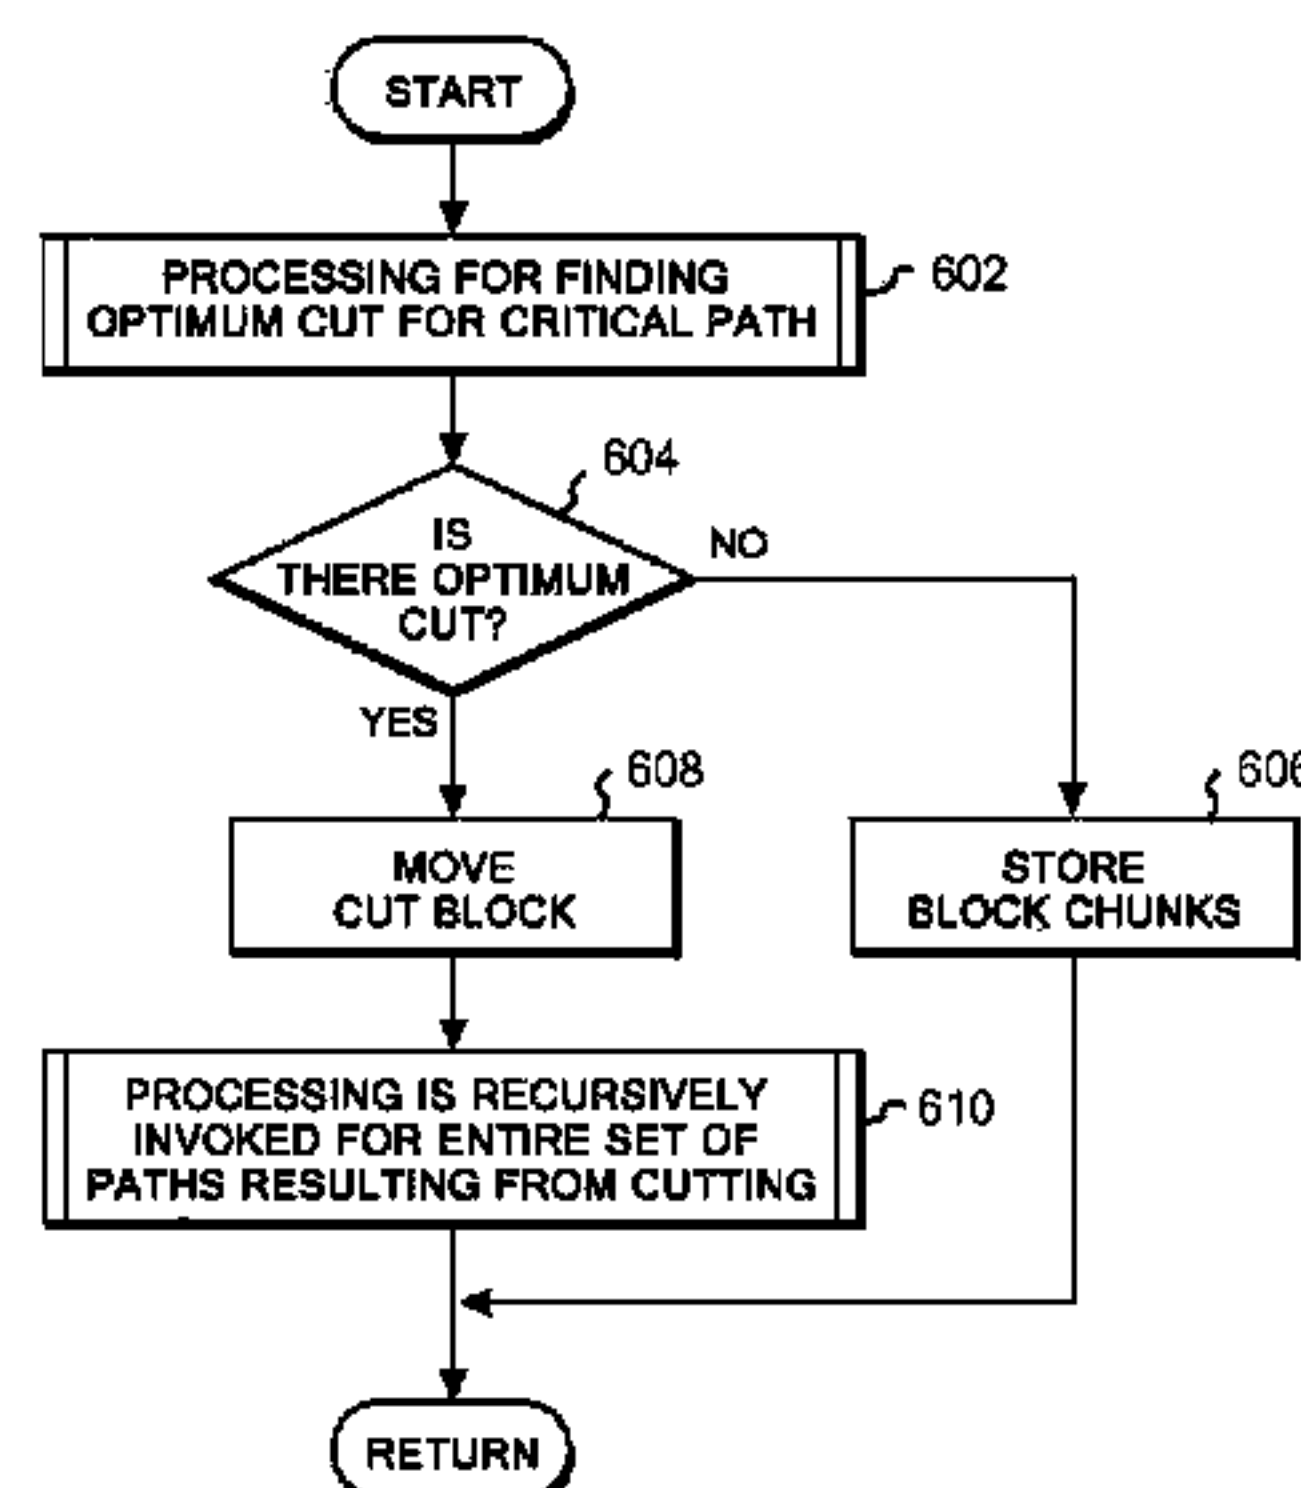 START
PROCESSING FOR FINDING
OPTIMUM CUT FOR CRITICAL PATH
602
604
IS
THERE OPTIMUM
CUT?
NO
YES
608
606
MOVE
CUT BLOCK
STORE
BLOCK CHUNKS
PROCESSING IS RECURSIVELY
INVOKED FOR ENTIRE SET OF
PATHS RESULTING FROM CUTTING
610
RETURN